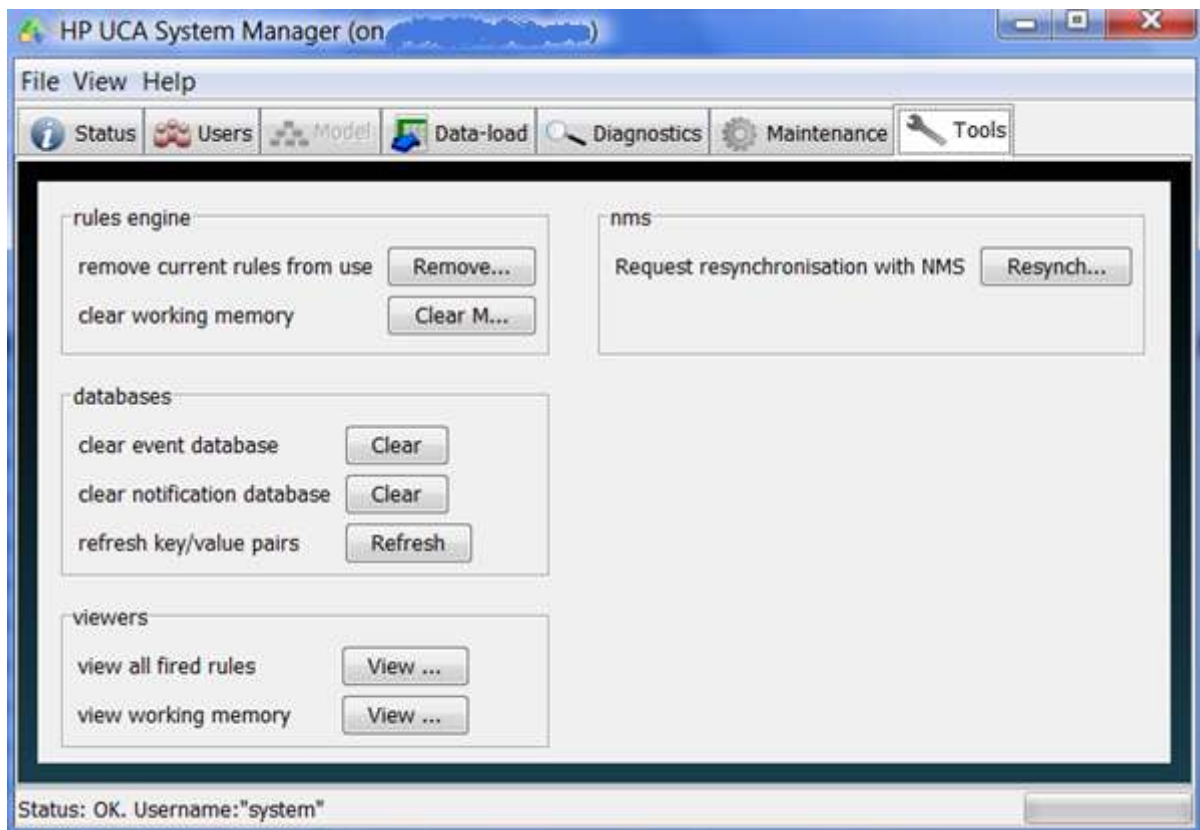 HP UCA System Manager (on )
File View Help
Status Users Model Data-load Diagnostics Maintenance Tools
rules engine
remove current rules from use Remove...
clear working memory Clear M...
nms
Request resynchronisation with NMS Resynch...
databases
clear event database Clear
clear notification database Clear
refresh key/value pairs Refresh
viewers
view all fired rules View ...
view working memory View ...
Status: OK. Username:"system"